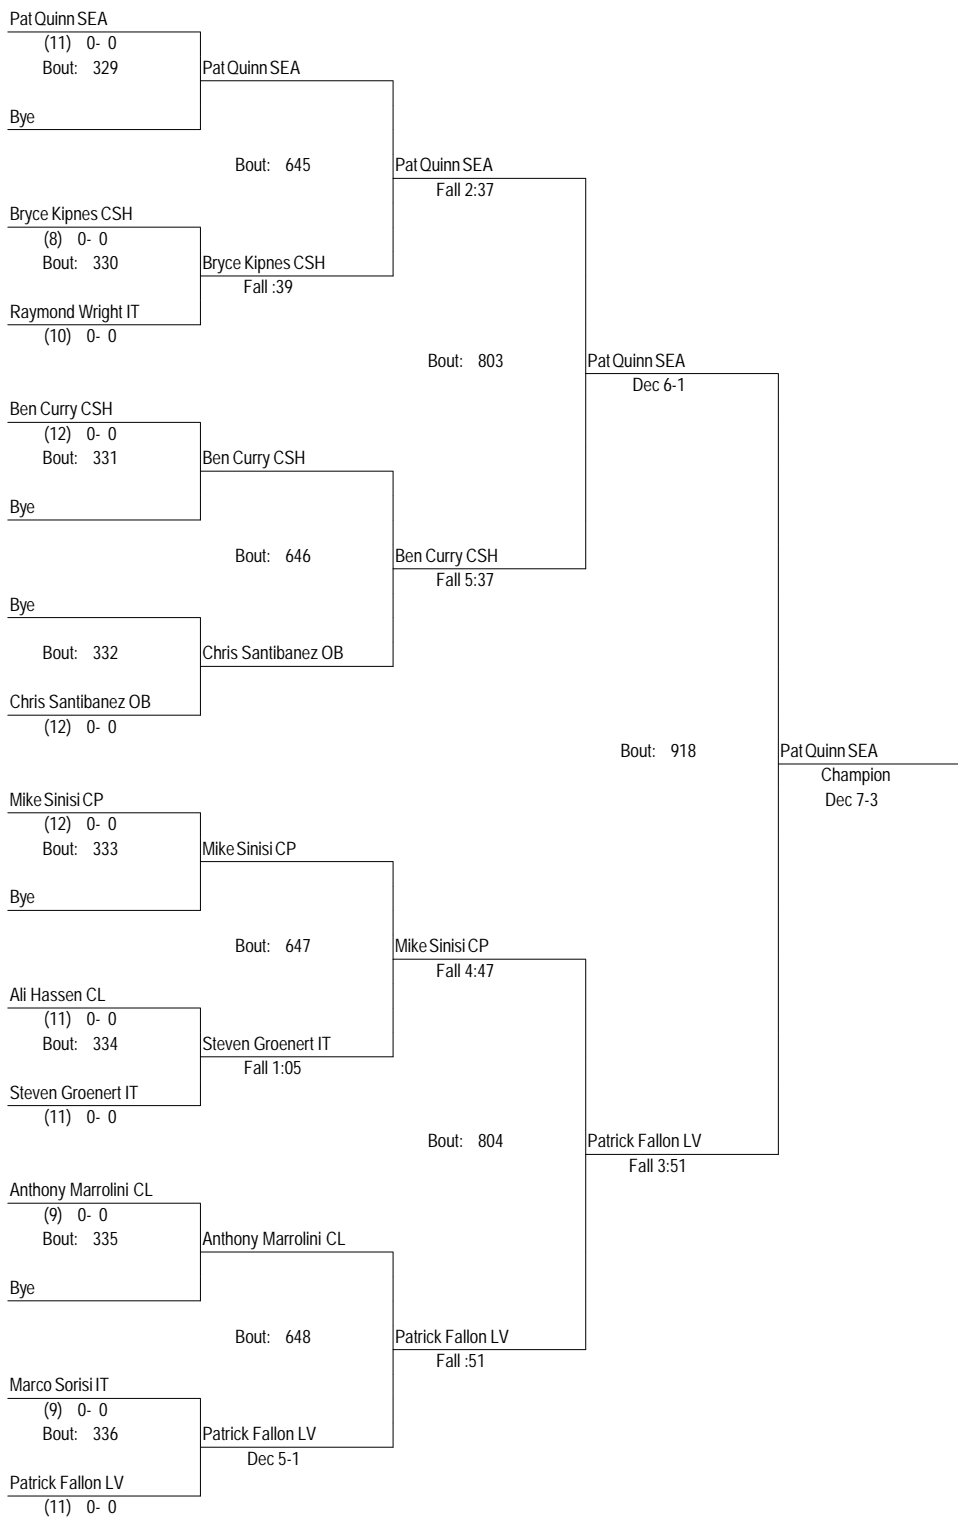 Pat Quinn SEA
(11) 0- 0
Bout: 329
Pat Quinn SEA
Bye
Bout: 645
Pat Quinn SEA
Fall 2:37
Bryce Kipnes CSH
(8) 0- 0
Bout: 330
Bryce Kipnes CSH
Fall :39
Raymond Wright IT
(10) 0- 0
Bout: 803
Pat Quinn SEA
Dec 6-1
Ben Curry CSH
(12) 0- 0
Bout: 331
Ben Curry CSH
Bye
Bout: 646
Ben Curry CSH
Fall 5:37
Bye
Bout: 332
Chris Santibanez OB
Chris Santibanez OB
(12) 0- 0
Bout: 918
Pat Quinn SEA
Champion
Dec 7-3
Mike Sinisi CP
(12) 0- 0
Bout: 333
Mike Sinisi CP
Bye
Bout: 647
Mike Sinisi CP
Fall 4:47
Ali Hassen CL
(11) 0- 0
Bout: 334
Steven Groenert IT
Fall 1:05
Steven Groenert IT
(11) 0- 0
Bout: 804
Patrick Fallon LV
Fall 3:51
Anthony Marrolini CL
(9) 0- 0
Bout: 335
Anthony Marrolini CL
Bye
Bout: 648
Patrick Fallon LV
Fall :51
Marco Sorisi IT
(9) 0- 0
Bout: 336
Patrick Fallon LV
Dec 5-1
Patrick Fallon LV
(11) 0- 0